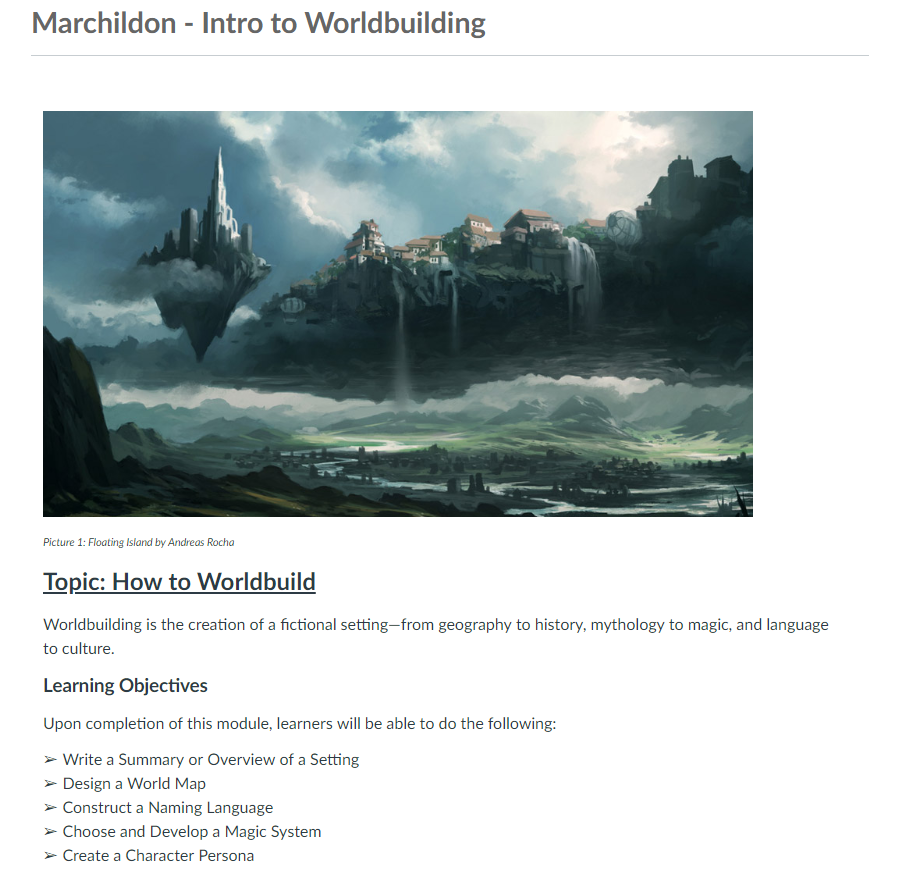 Marchildon - Intro to Worldbuilding
Picture 1: Floating Island by Andreas Rocha
Topic: How to Worldbuild
Worldbuilding is the creation of a fictional setting—from geography to history, mythology to magic, and language
to culture.
Learning Objectives
Upon completion of this module, learners will be able to do the following:
➢ Write a Summary or Overview of a Setting
➢ Design a World Map
➢ Construct a Naming Language
➢ Choose and Develop a Magic System
➢ Create a Character Persona